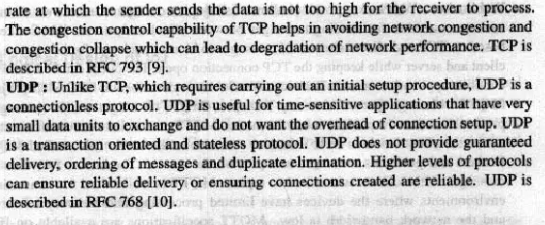 rate at which the sender sends the data is not too high for the receiver to process.
The congestion control capability of TCP helps in avoiding network congestion and
congestion collapse which can lead to degradation of network performance. TCP is
described in RFC 793 [9].
UDP : Unlike TCP, which requires carrying out an initial setup procedure, UDP is a
connectionless protocol. UDP is useful for time-sensitive applications that have very
small data units to exchange and do not want the overhead of connection setup. UDP
is a transaction oriented and stateless protocol. UDP does not provide guaranteed
delivery, ordering of messages and duplicate elimination. Higher levels of protocols
can ensure reliable delivery or ensuring connections created are reliable. UDP is
described in RFC 768 [10].